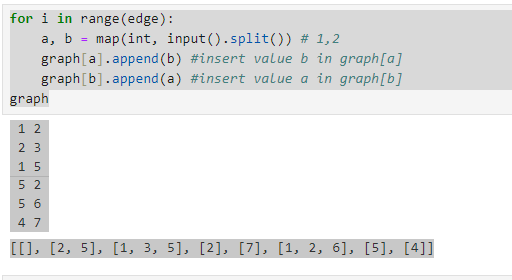 for i in range(edge):
    a, b = map(int, input().split()) # 1,2
    graph[a].append(b) #insert value b in graph[a]
    graph[b].append(a) #insert value a in graph[b]
graph
1 2
2 3
1 5
5 2
5 6
4 7
[[], [2, 5], [1, 3, 5], [2], [7], [1, 2, 6], [5], [4]]